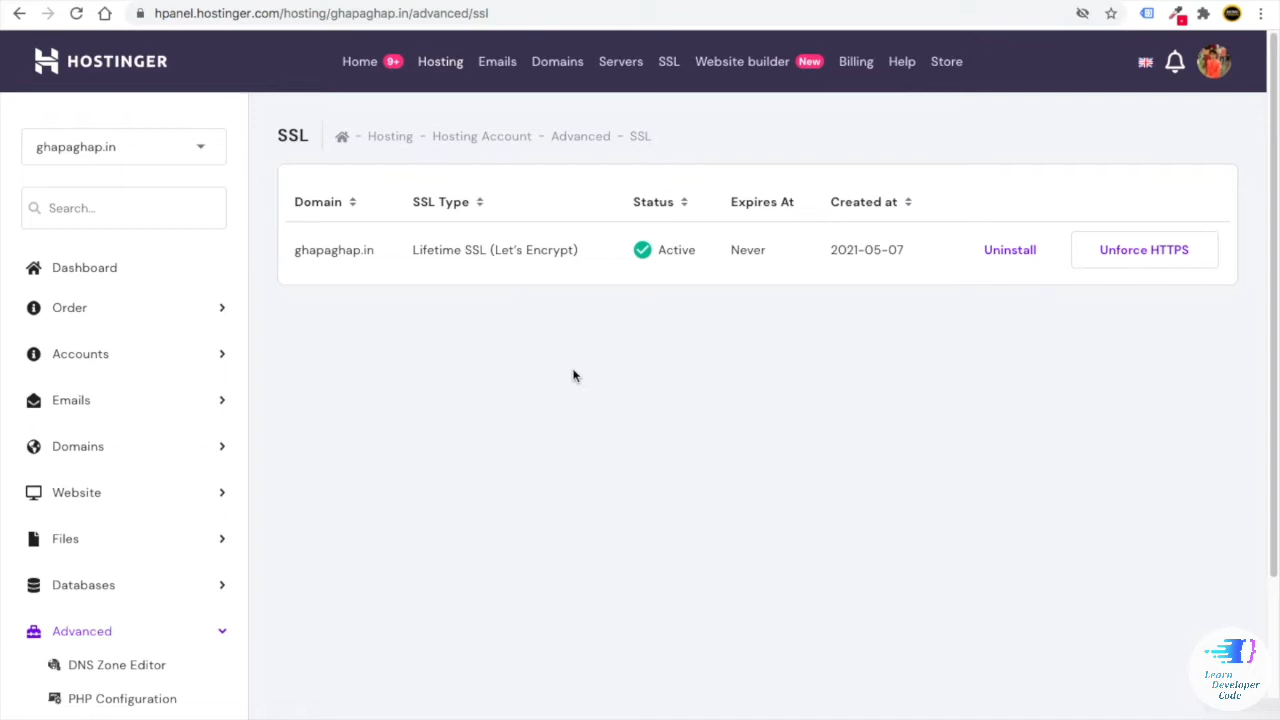 hpanel.hostinger.com/hosting/ghapaghap.in/advanced/ssl
HOSTINGER
Home 9+ Hosting Emails Domains Servers SSL Website builder New Billing Help Store
ghapaghap.in
Search...
Dashboard
Order
Accounts
Emails
Domains
Website
Files
Databases
Advanced
DNS Zone Editor
PHP Configuration
SSL
- Hosting - Hosting Account - Advanced - SSL
Domain SSL Type Status Expires At Created at
ghapaghap.in Lifetime SSL (Let's Encrypt) Active Never 2021-05-07 Uninstall Unforce HTTPS
Learn
Developer
Code